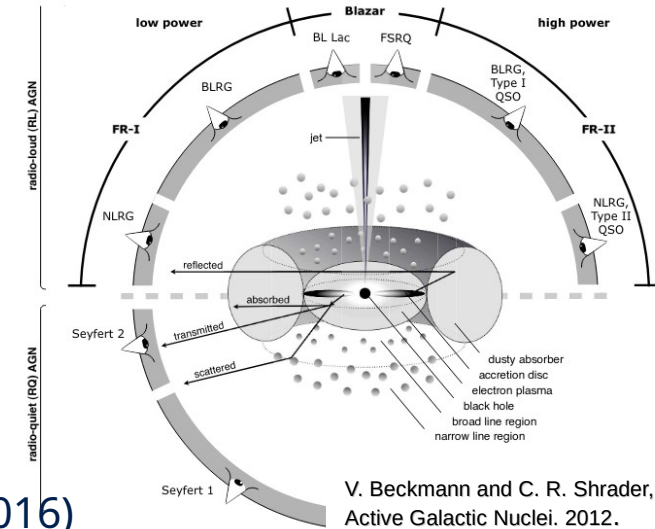 low power
Blazar
high power
BL Lac
FSRQ
BLRG
BLRG,
Type I
QSO
FR-I
FR-II
jet
radio-loud (RL) AGN
NLRG
NLRG,
Type II
QSO
reflected
absorbed
transmitted
scattered
Seyfert 2
dusty absorber
accretion disc
electron plasma
black hole
broad line region
narrow line region
radio-quiet (RQ) AGN
Seyfert 1
016)
V. Beckmann and C. R. Shrader,
Active Galactic Nuclei. 2012.